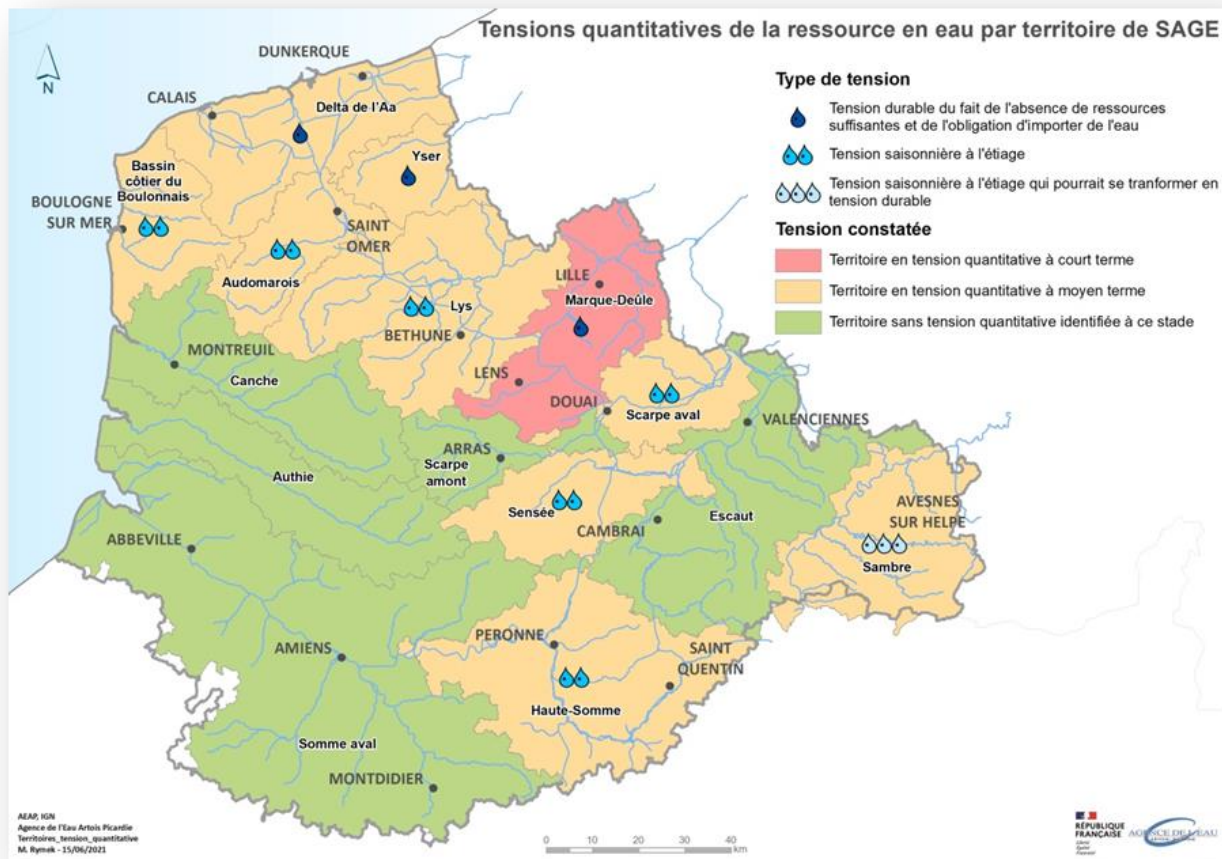 Tensions quantitatives de la ressource en eau par territoire de SAGE
N
Type de tension
Tension durable du fait de l'absence de ressources
suffisantes et de l'obligation d'importer de l'eau
Tension saisonnière à l'étiage
Tension saisonnière à l'étiage qui pourrait se tranformer en
tension durable
Tension constatée
Territoire en tension quantitative à court terme
Territoire en tension quantitative à moyen terme
Territoire sans tension quantitative identifiée à ce stade
DUNKERQUE
CALAIS
Delta de l'Aa
Yser
Bassin
côtier du
Boulonnais
BOULOGNE
SUR MER
SAINT
OMER
Audomarois
LILLE
Marque-Deûle
Lys
BETHUNE
MONTREUIL
Canche
LENS
DOUAI
Scarpe aval
VALENCIENNES
ARRAS
Scarpe
amont
Authie
Sensée
CAMBRAI
Escaut
AVESNES
SUR HELPE
Sambre
ABBEVILLE
AMIENS
PERONNE
SAINT
QUENTIN
Haute-Somme
Somme aval
MONTDIDIER
AEAP, IGN
Agence de l'Eau Artois Picardie
Territoires_tension_quantitative
M. Rymek - 15/06/2021
0 10 20 30 40
km
RÉPUBLIQUE
FRANÇAISE
Liberté
Égalité
Fraternité
AGENCE DE L'EAU